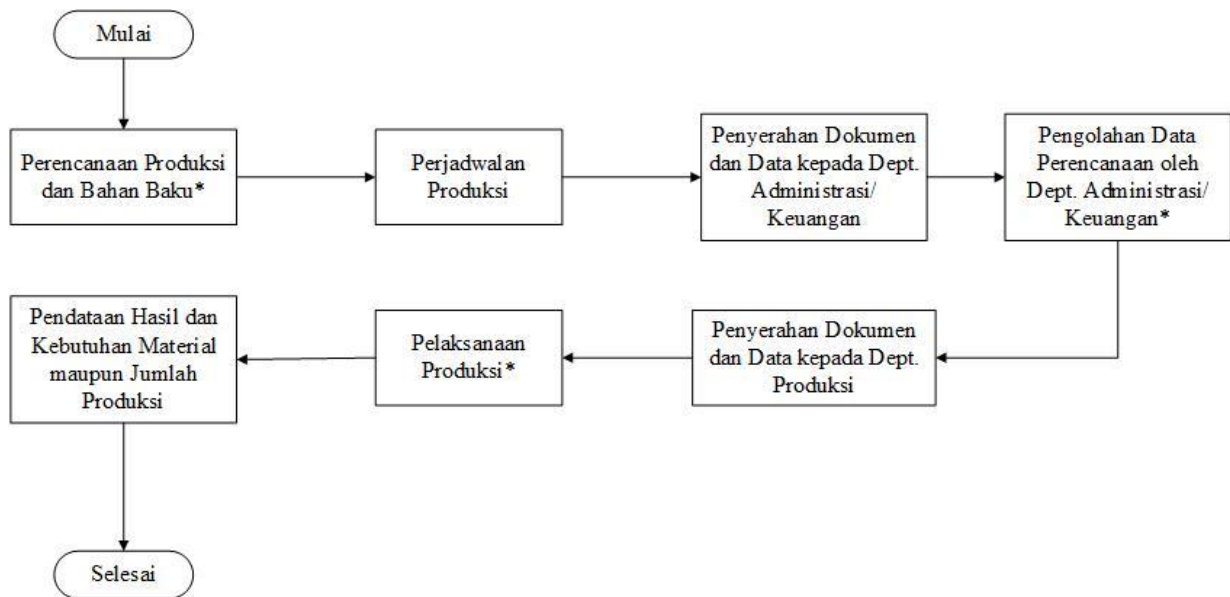 Mulai
Perencanaan Produksi
dan Bahan Baku*
Perjadwalan
Produksi
Penyerahan Dokumen
dan Data kepada Dept.
Administrasi/
Keuangan
Pengolahan Data
Perencanaan oleh
Dept. Administrasi/
Keuangan*
Penyerahan Dokumen
dan Data kepada Dept.
Produksi
Pelaksanaan
Produksi*
Pendataan Hasil dan
Kebutuhan Material
maupun Jumlah
Produksi
Selesai